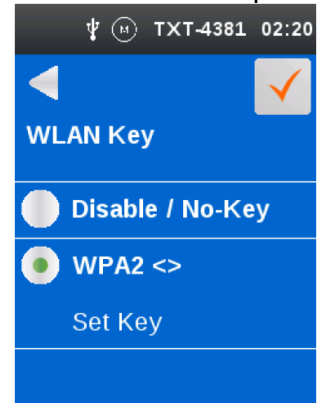 M TXT-4381 02:20
WLAN Key
Disable / No-Key
WPA2 <>
Set Key